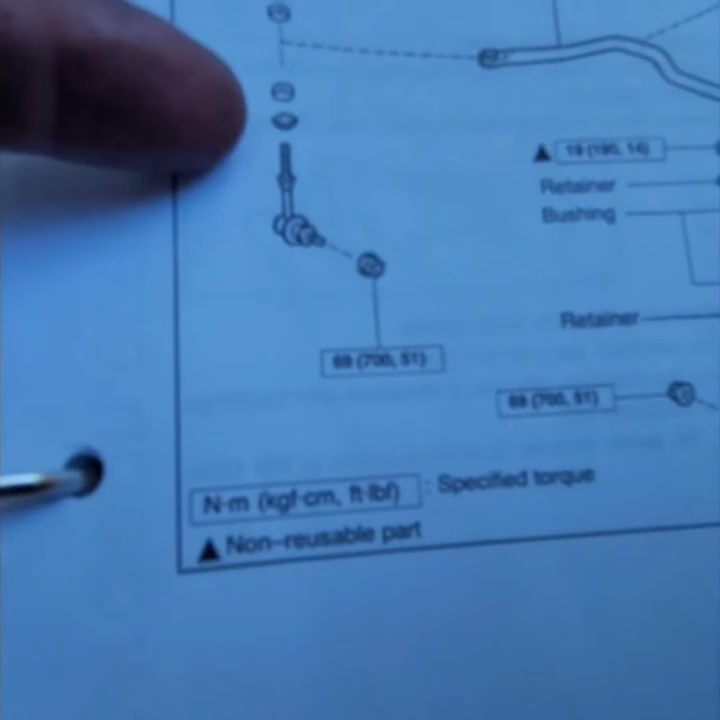 ▲ 19 (195, 14)
Retainer
Bushing
Retainer
69 (700, 51)
69 (700, 51)
N·m (kgf·cm, ft·lbf) : Specified torque
▲ Non-reusable part